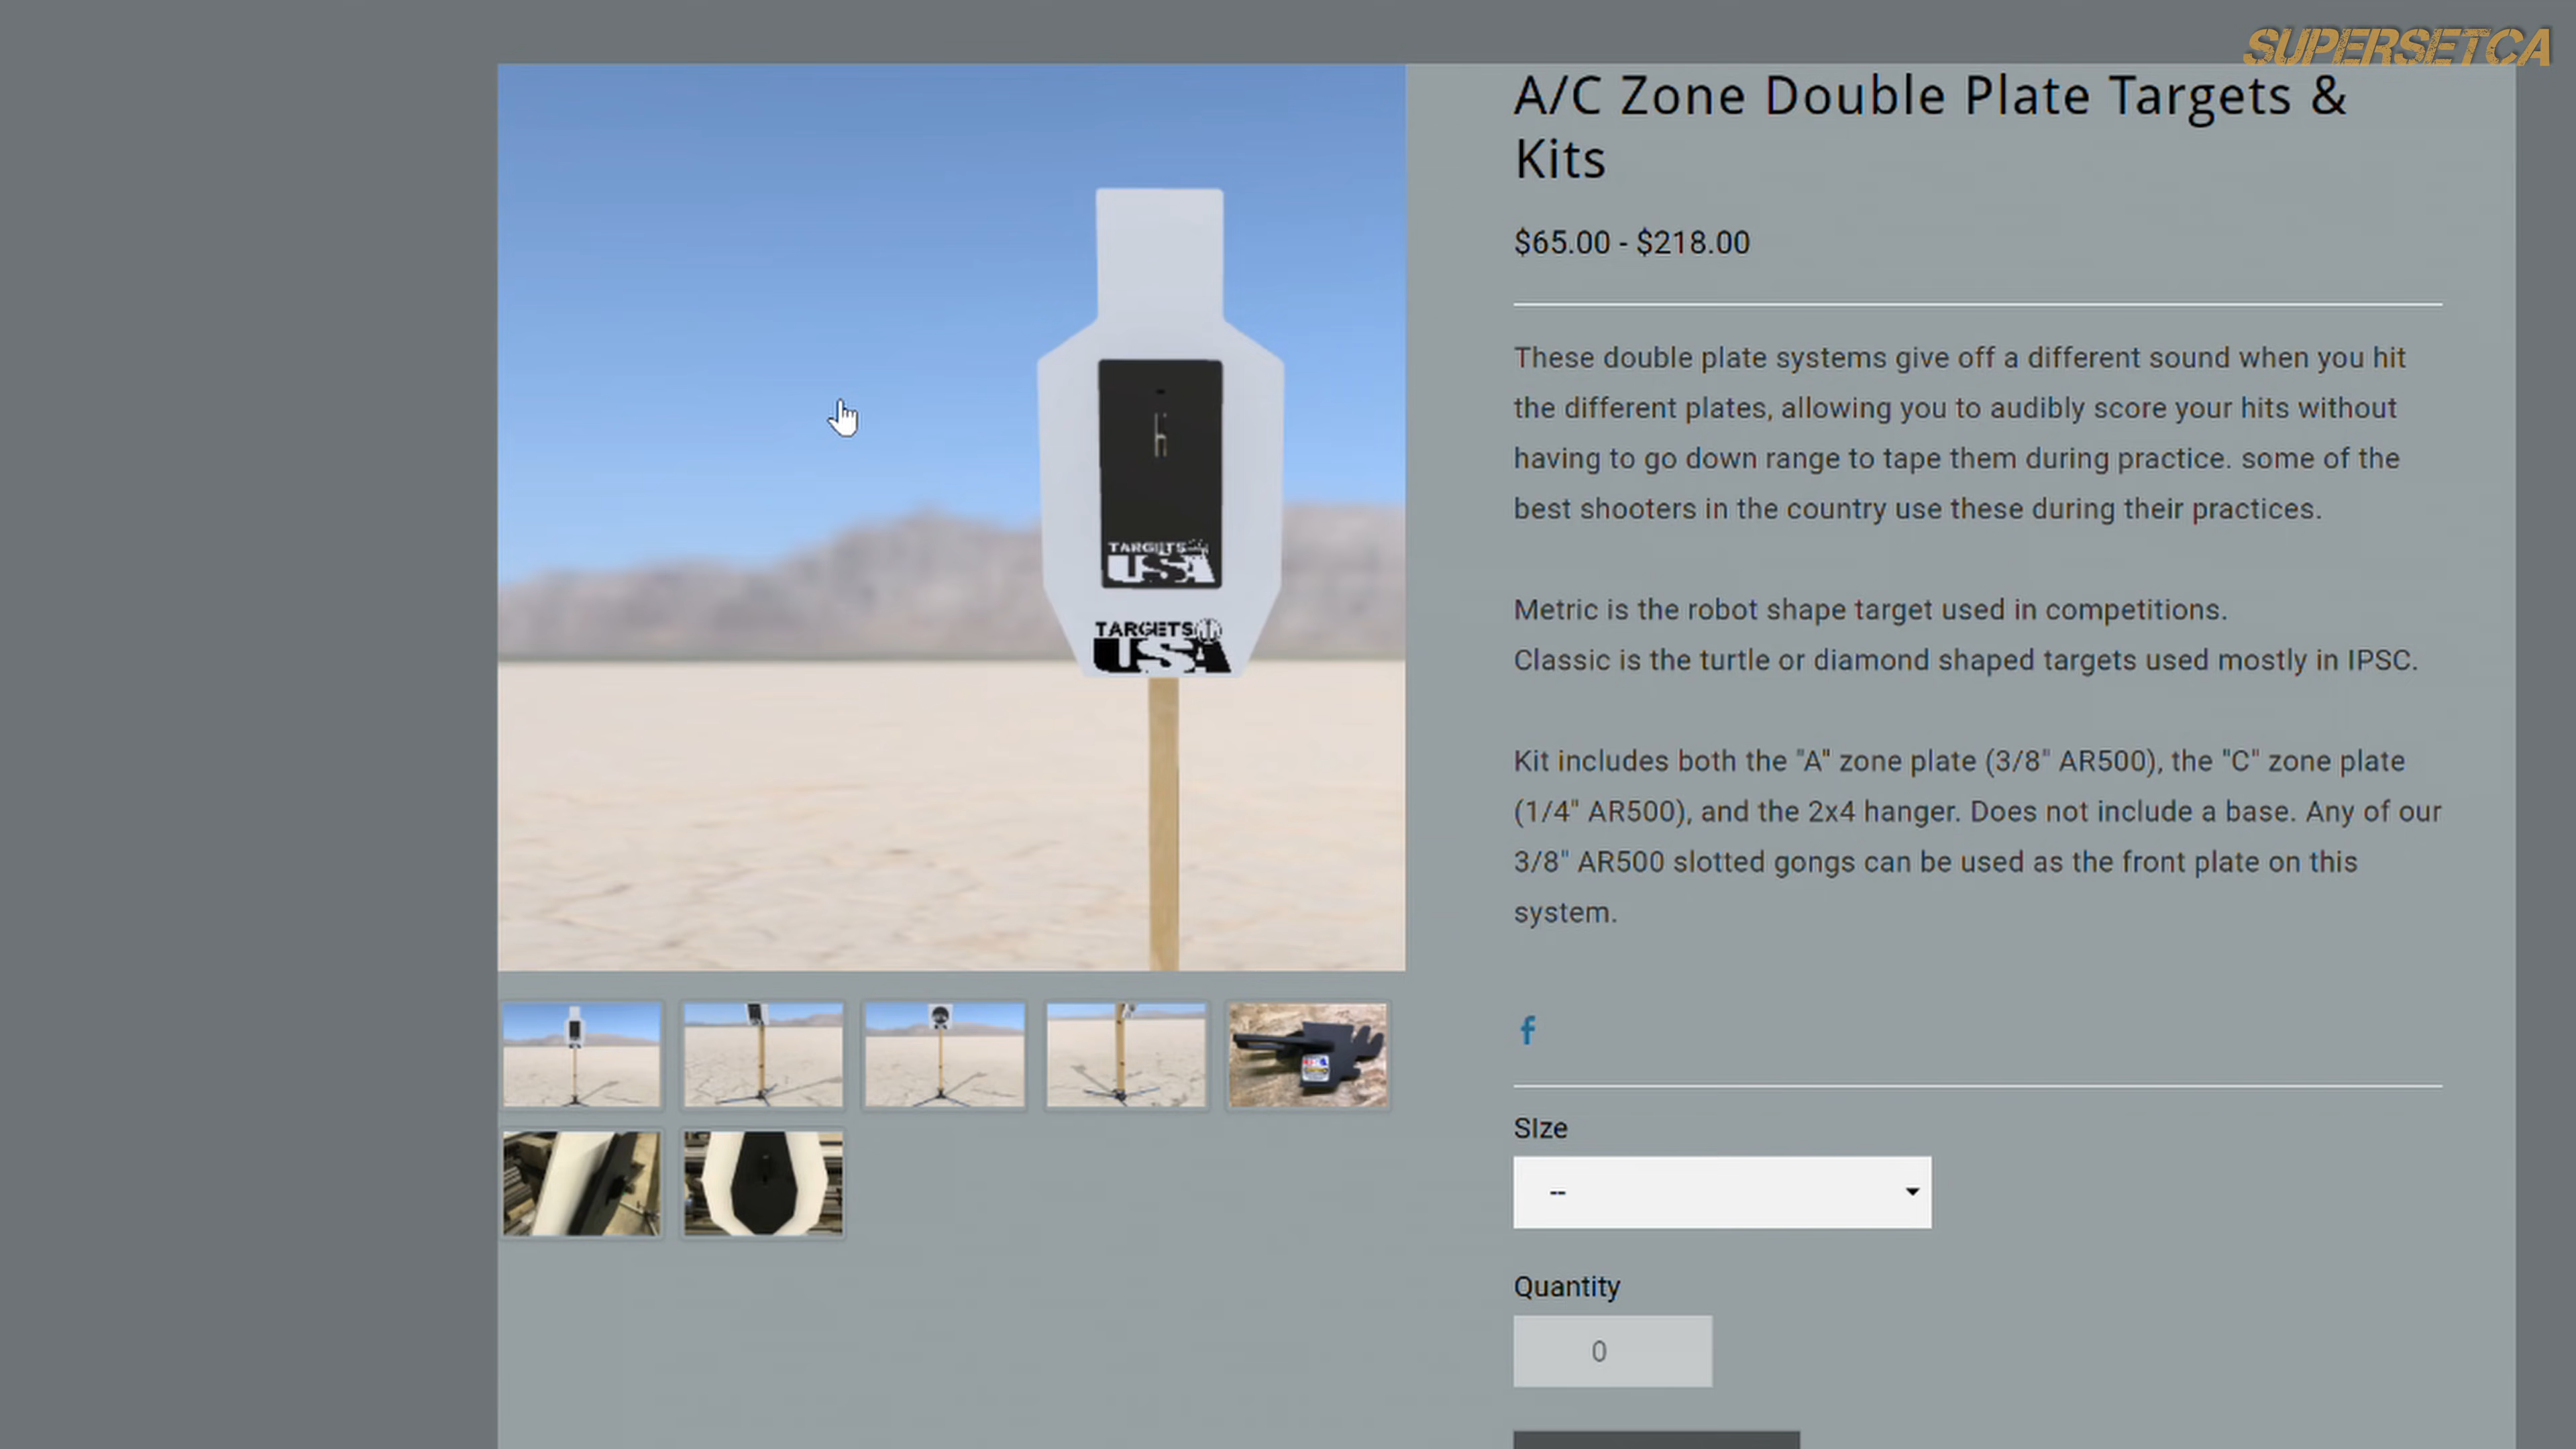 SUPERSETCA
A/C Zone Double Plate Targets &
Kits
$65.00 - $218.00
These double plate systems give off a different sound when you hit
the different plates, allowing you to audibly score your hits without
having to go down range to tape them during practice. some of the
best shooters in the country use these during their practices.
Metric is the robot shape target used in competitions.
Classic is the turtle or diamond shaped targets used mostly in IPSC.
Kit includes both the "A" zone plate (3/8" AR500), the "C" zone plate
(1/4" AR500), and the 2x4 hanger. Does not include a base. Any of our
3/8" AR500 slotted gongs can be used as the front plate on this
system.
f
SIze
--
Quantity
0
TARGETS
USA
TARGETS
USA